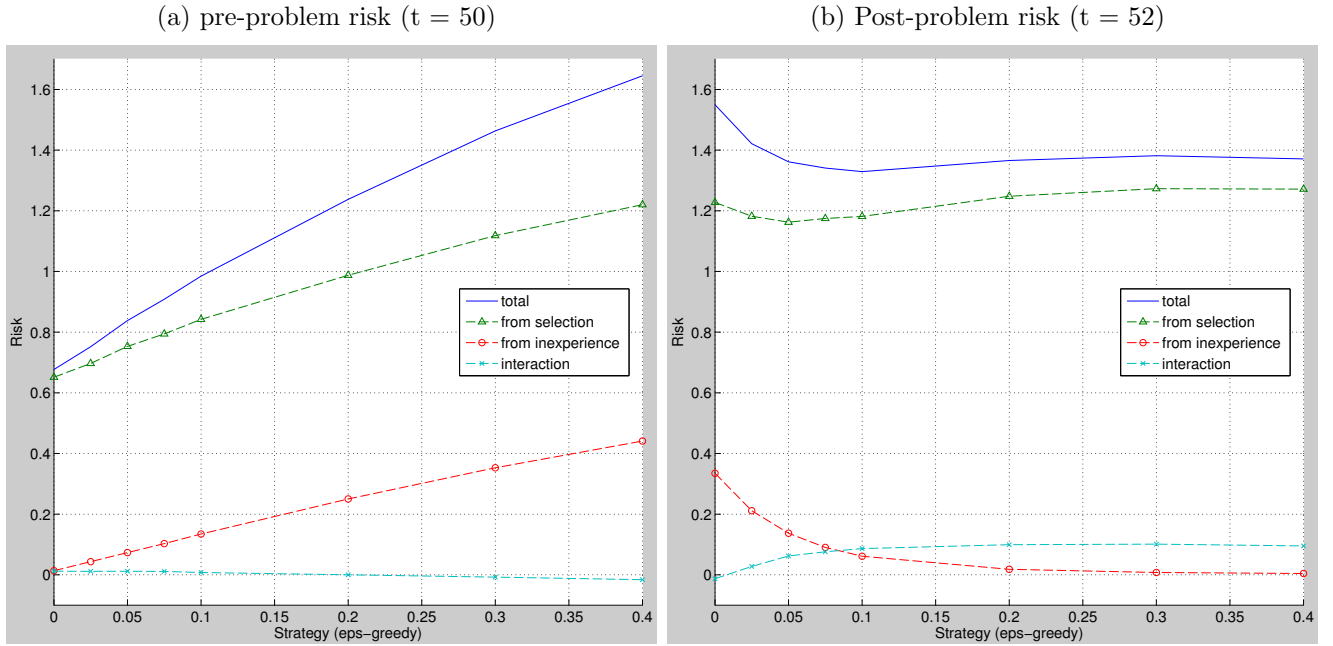 (a) pre-problem risk (t = 50)
1.6
1.4
1.2
1
0.8
0.6
0.4
0.2
0
Risk
total
from selection
from inexperience
interaction
0 0.05 0.1 0.15 0.2 0.25 0.3 0.35 0.4
Strategy (eps-greedy)
(b) Post-problem risk (t = 52)
1.6
1.4
1.2
1
0.8
0.6
0.4
0.2
0
Risk
total
from selection
from inexperience
interaction
0 0.05 0.1 0.15 0.2 0.25 0.3 0.35 0.4
Strategy (eps-greedy)